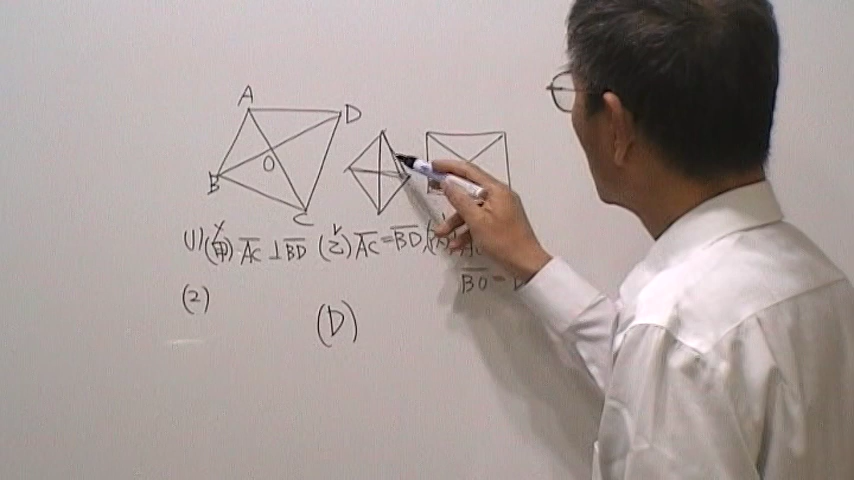 A
D
O
B
C
(1) (甲) AC⊥BD (乙) AC=BD, (丙)
BO=
(2)
(D)